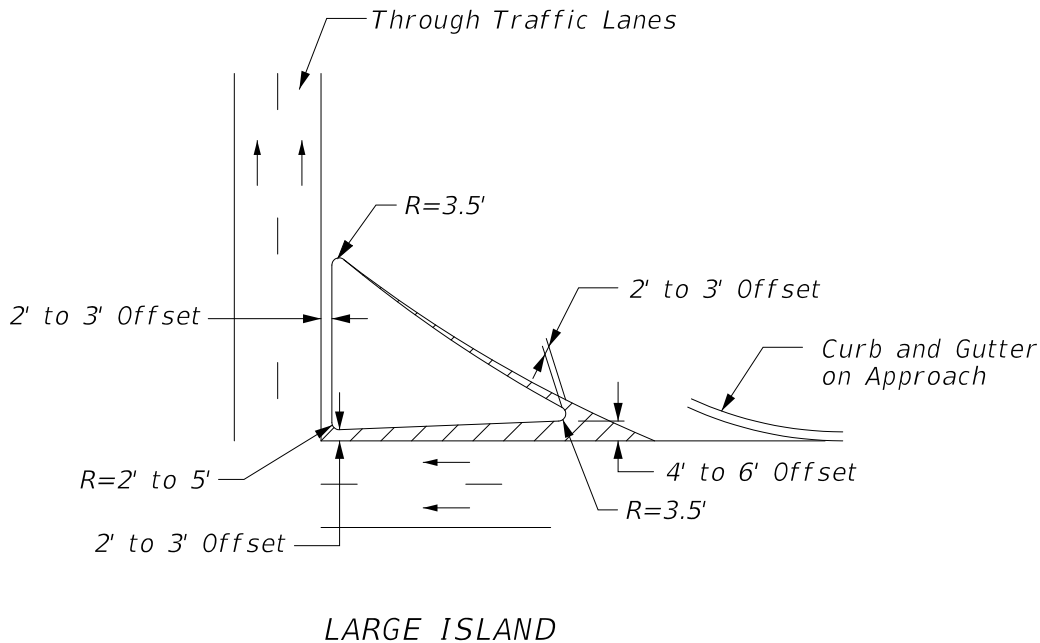 Through Traffic Lanes
R=3.5'
2' to 3' Offset
2' to 3' Offset
Curb and Gutter
on Approach
R=2' to 5'
4' to 6' Offset
R=3.5'
2' to 3' Offset
LARGE ISLAND